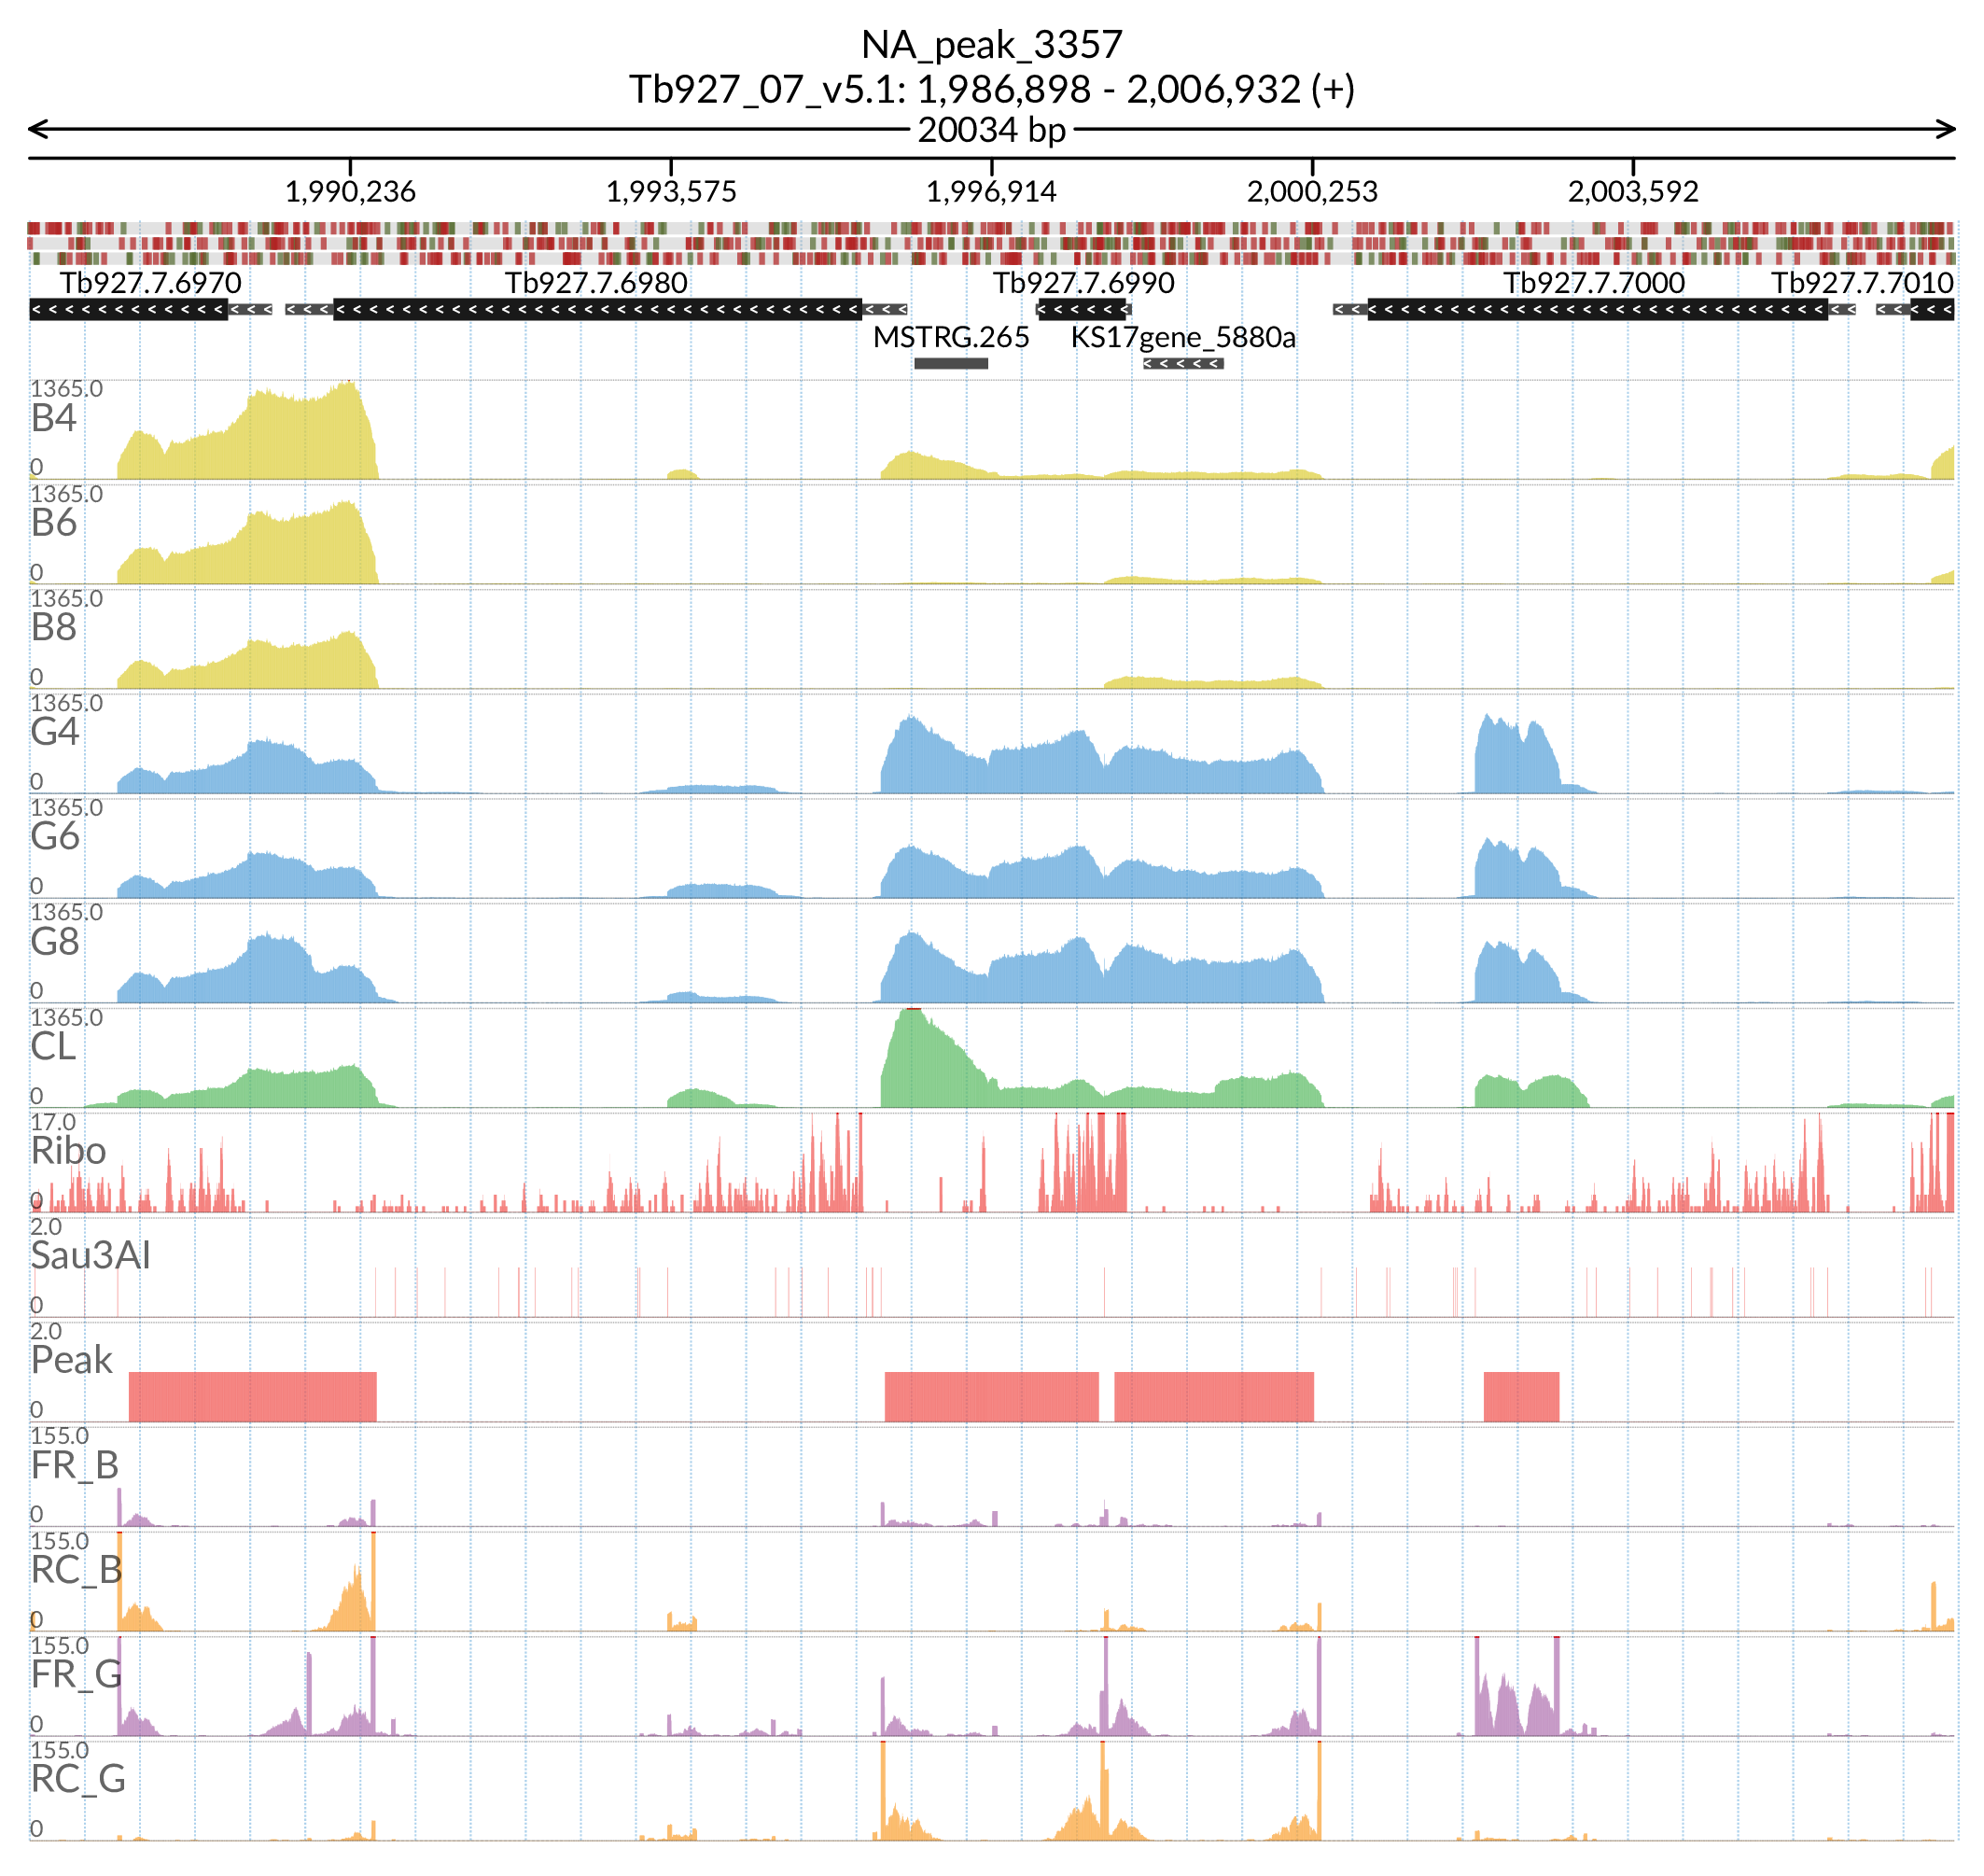 NA_peak_3357
Tb927_07_v5.1: 1,986,898 - 2,006,932 (+)
20034 bp
1,990,236 1,993,575 1,996,914 2,000,253 2,003,592
Tb927.7.6970 Tb927.7.6980 Tb927.7.6990 Tb927.7.7000 Tb927.7.7010
MSTRG.265 KS17gene_5880a
1365.0
B4
0
1365.0
B6
0
1365.0
B8
0
1365.0
G4
0
1365.0
G6
0
1365.0
G8
0
1365.0
CL
0
17.0
Ribo
0
2.0
Sau3AI
0
2.0
Peak
0
155.0
FR_B
0
155.0
RC_B
0
155.0
FR_G
0
155.0
RC_G
0